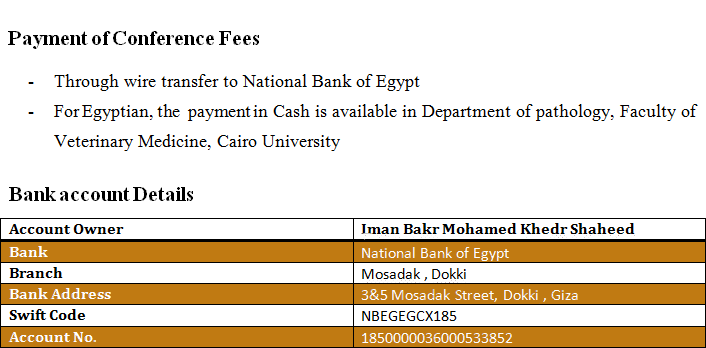 Payment of Conference Fees
- Through wire transfer to National Bank of Egypt
- For Egyptian, the payment in Cash is available in Department of pathology, Faculty of
Veterinary Medicine, Cairo University
Bank account Details
Account Owner Iman Bakr Mohamed Khedr Shaheed
Bank National Bank of Egypt
Branch Mosadak , Dokki
Bank Address 3&5 Mosadak Street, Dokki , Giza
Swift Code NBEGEGCX185
Account No. 1850000036000533852